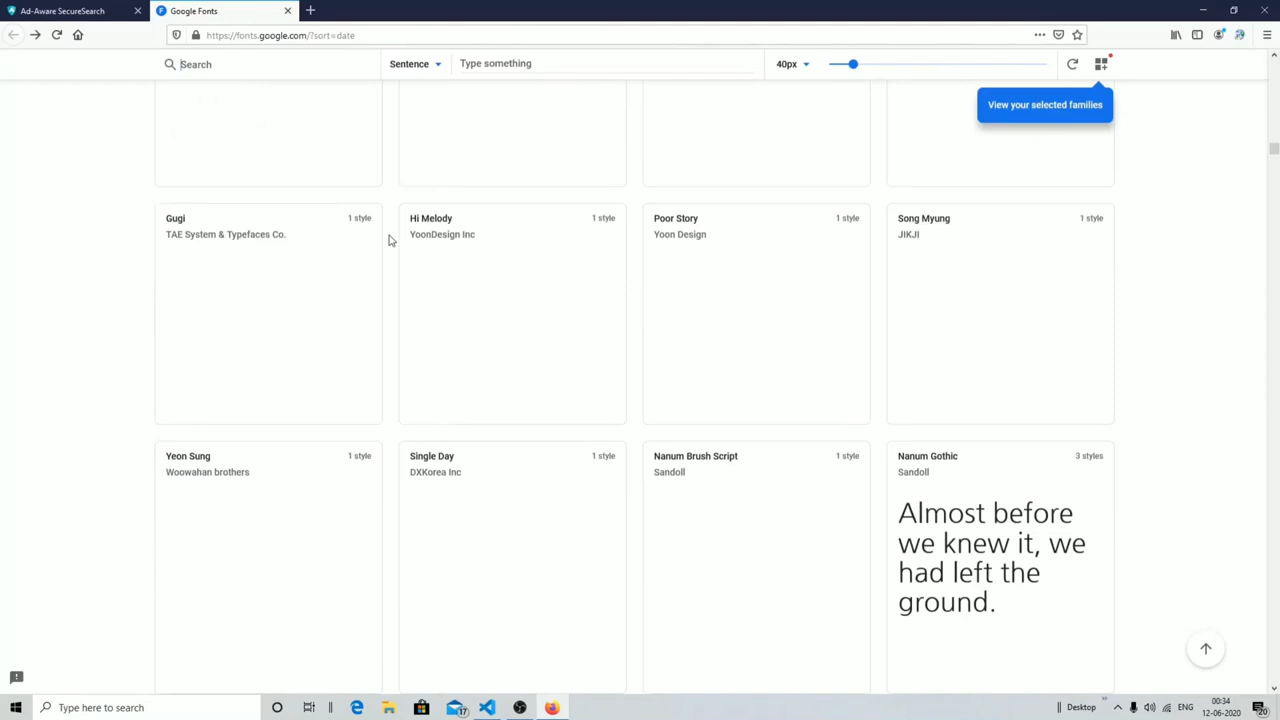 Ad-Aware SecureSearch
Google Fonts
https://fonts.google.com/?sort=date
Search
Sentence
Type something
40px
View your selected families
Gugi
1 style
TAE System & Typefaces Co.
Hi Melody
1 style
YoonDesign Inc
Poor Story
1 style
Yoon Design
Song Myung
1 style
JIKJI
Yeon Sung
1 style
Woowahan brothers
Single Day
1 style
DXKorea Inc
Nanum Brush Script
1 style
Sandoll
Nanum Gothic
3 styles
Sandoll
Almost before
we knew it, we
had left the
ground.
Type here to search
17
Desktop
ENG
00:34
12-06-2020
20